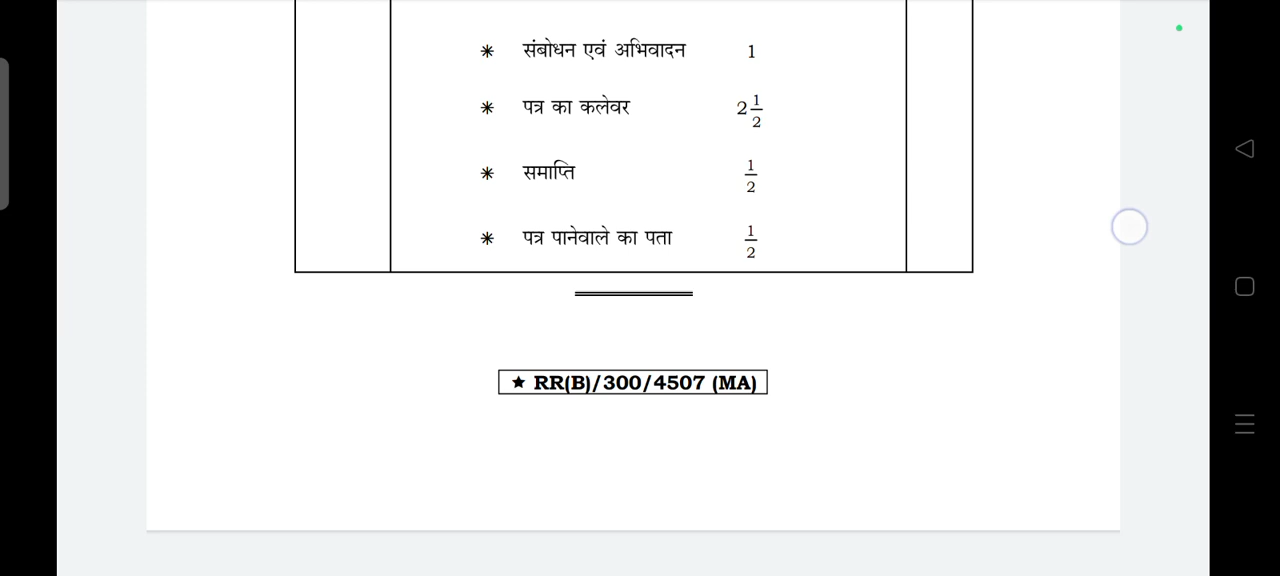 * संबोधन एवं अभिवादन 1
* पत्र का कलेवर 2 1/2
* समाप्ति 1/2
* पत्र पानेवाले का पता 1/2
★ RR(B)/300/4507 (MA)